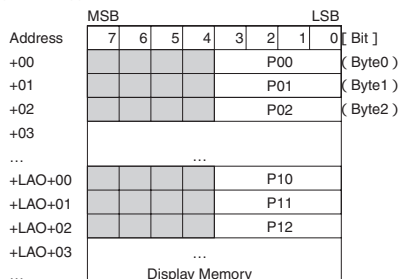 MSB LSB
Address 7 6 5 4 3 2 1 0 [ Bit ]
+00 P00 ( Byte0 )
+01 P01 ( Byte1 )
+02 P02 ( Byte2 )
+03
… …
+LAO+00 P10
+LAO+01 P11
+LAO+02 P12
+LAO+03 …
… Display Memory